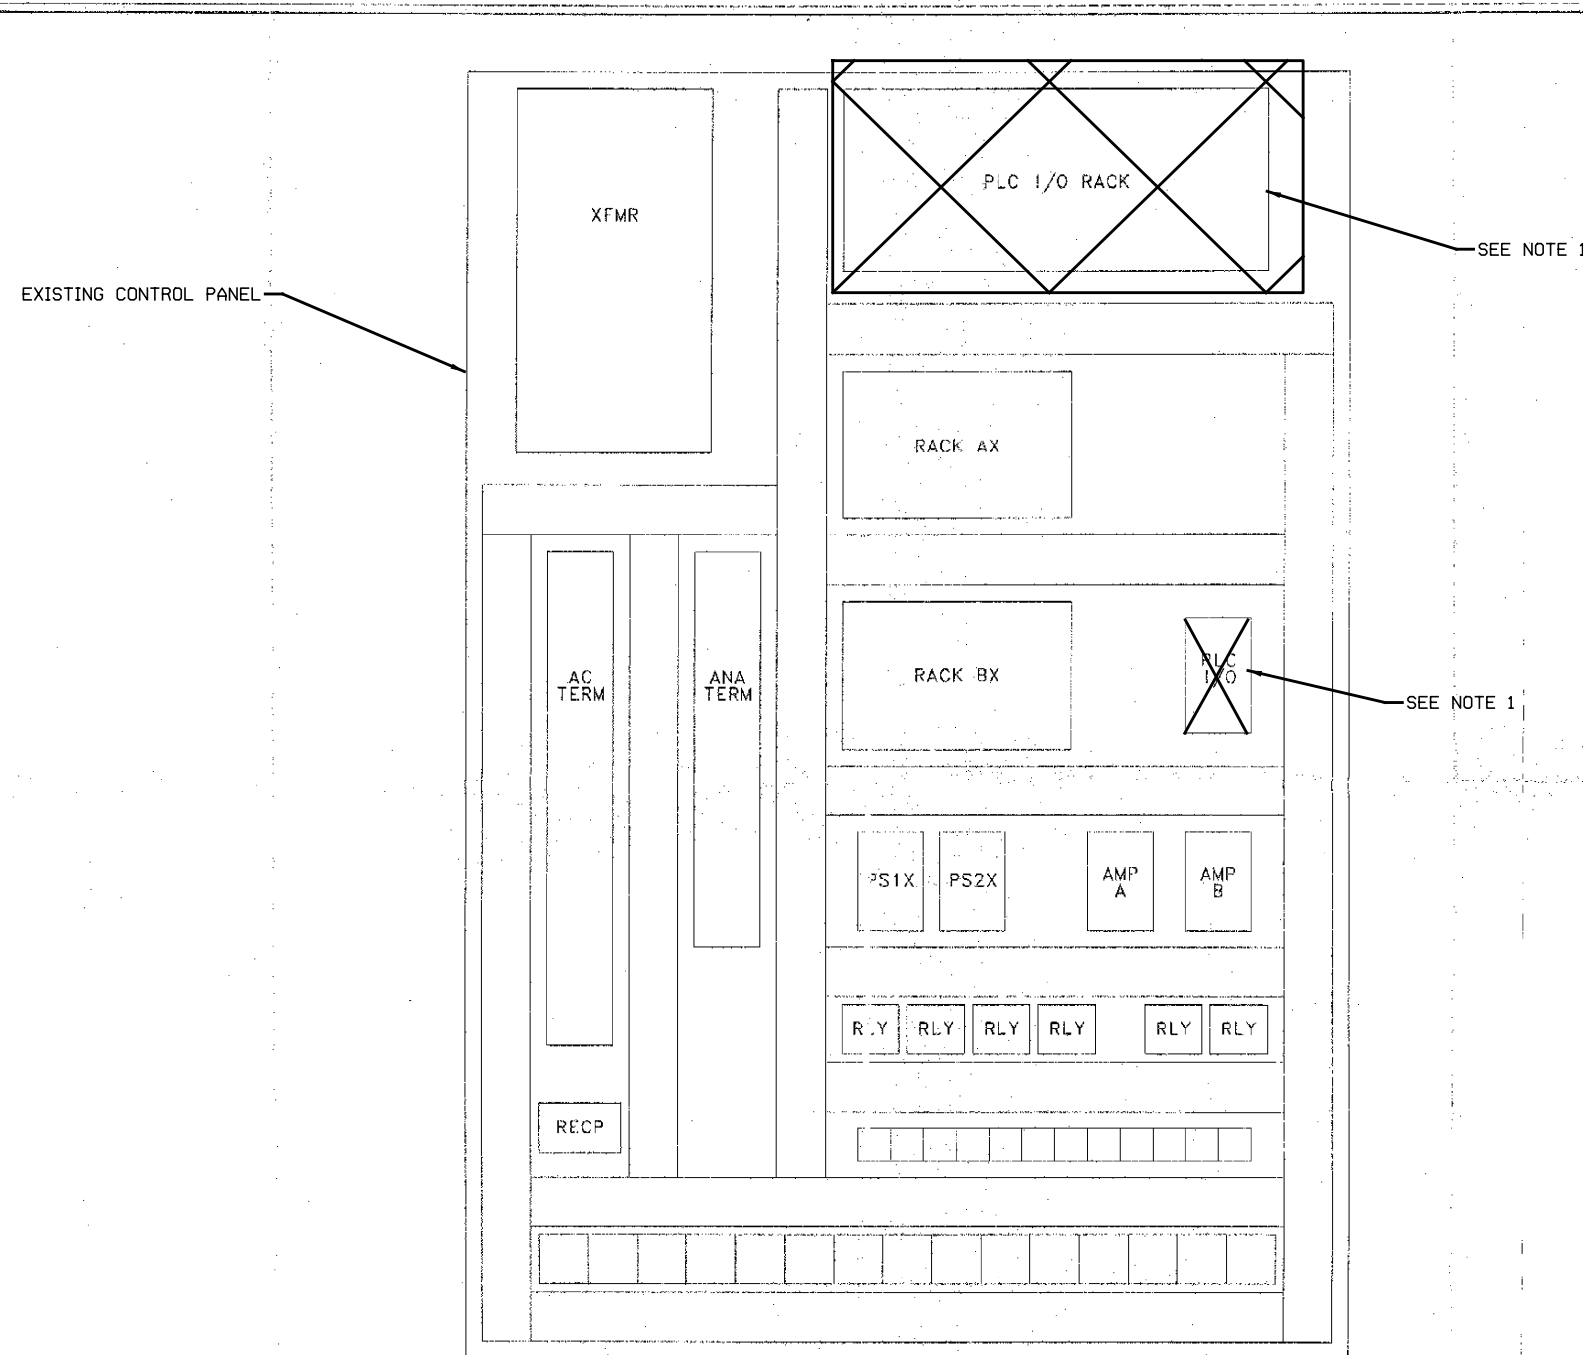 XFMR
PLC I/O RACK
SEE NOTE 1
EXISTING CONTROL PANEL
RACK AX
AC
TERM
ANA
TERM
RACK BX
PLC
I/O
SEE NOTE 1
PS1X
PS2X
AMP
A
AMP
B
RLY
RLY
RLY
RLY
RLY
RLY
RECP